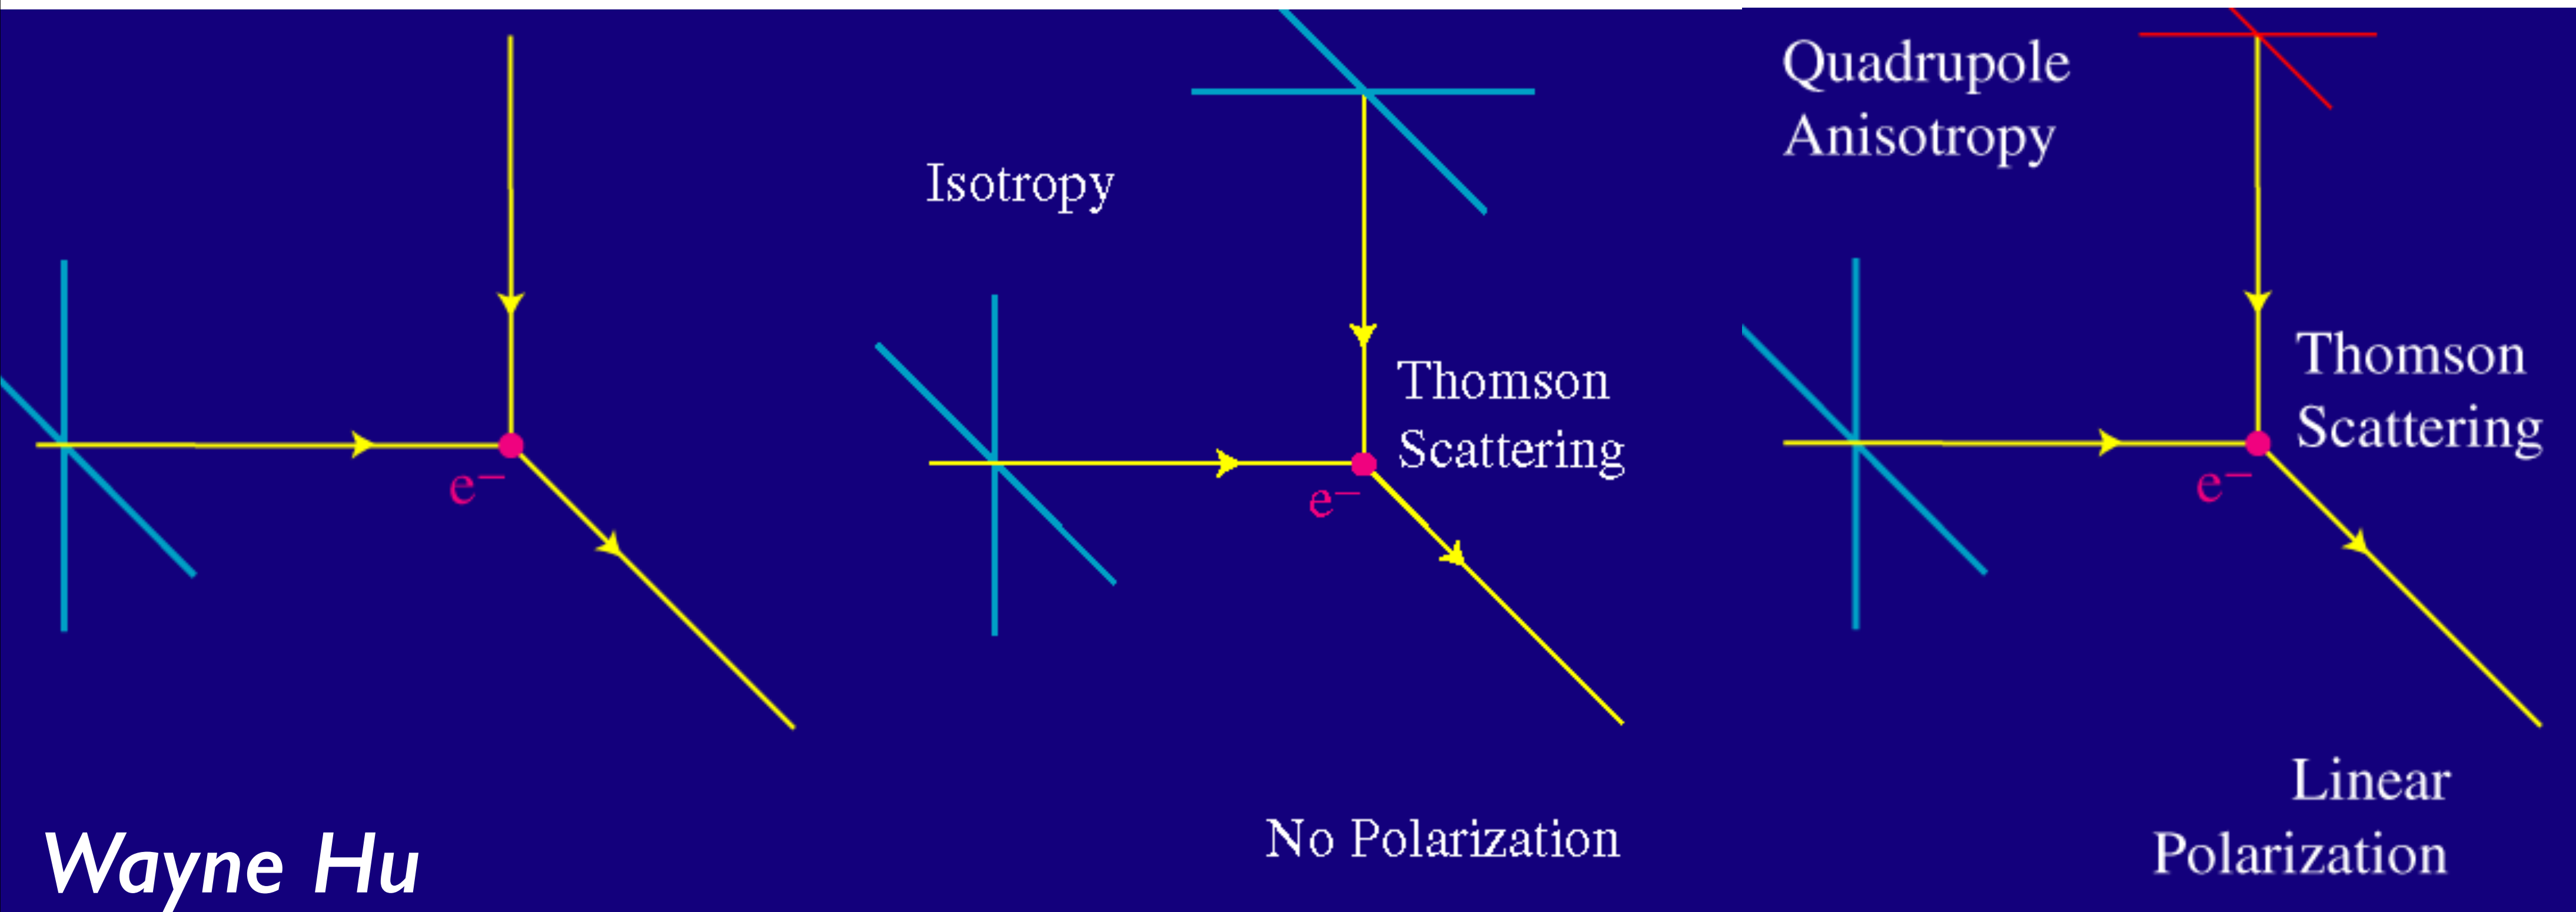 e⁻
Wayne Hu
Isotropy
Thomson
Scattering
e⁻
No Polarization
Quadrupole
Anisotropy
Thomson
Scattering
e⁻
Linear
Polarization